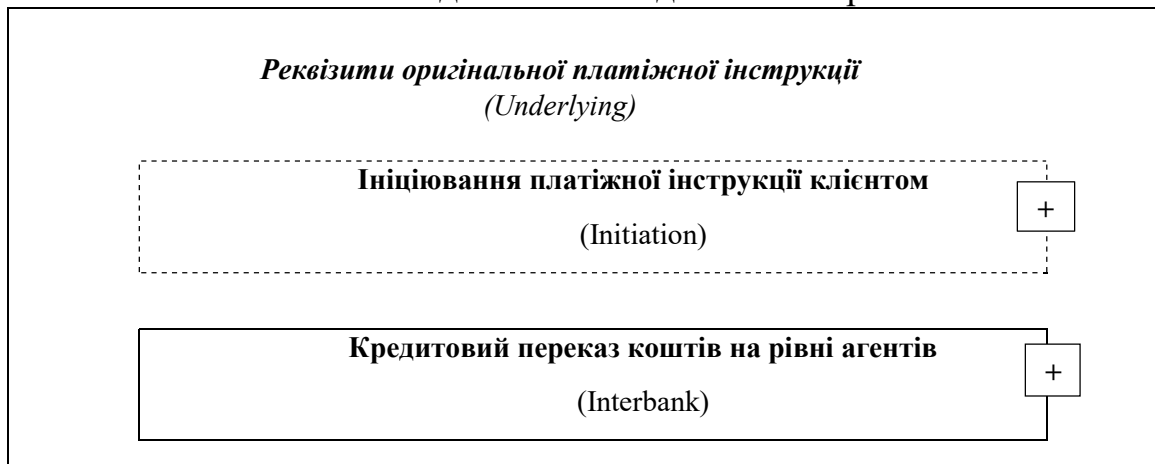 Реквізити оригінальної платіжної інструкції
(Underlying)
Ініціювання платіжної інструкції клієнтом
+
(Initiation)
Кредитовий переказ коштів на рівні агентів
+
(Interbank)